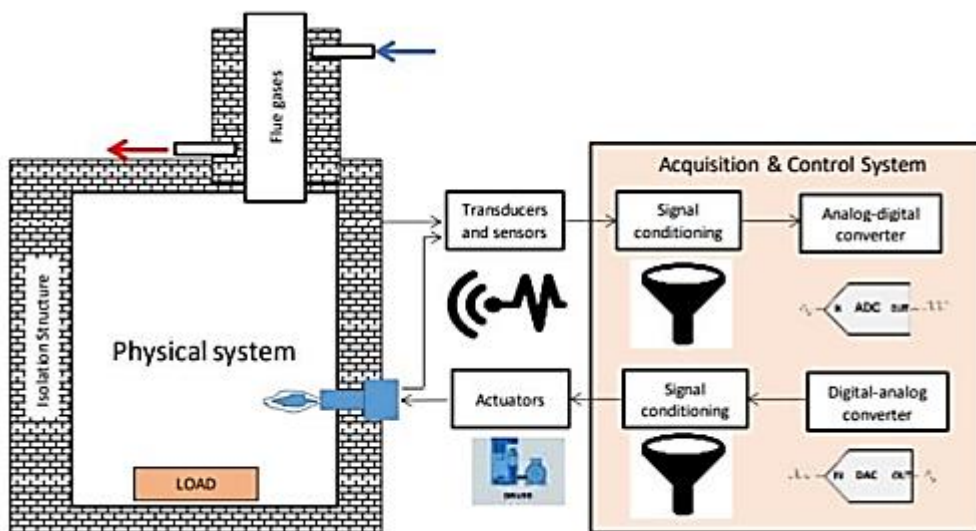 Flue gases
Acquisition & Control System
Transducers
and sensors
Signal
conditioning
Analog-digital
converter
Isolation Structure
ADC
Physical system
Actuators
Signal
conditioning
Digital-analog
converter
LOAD
DAC